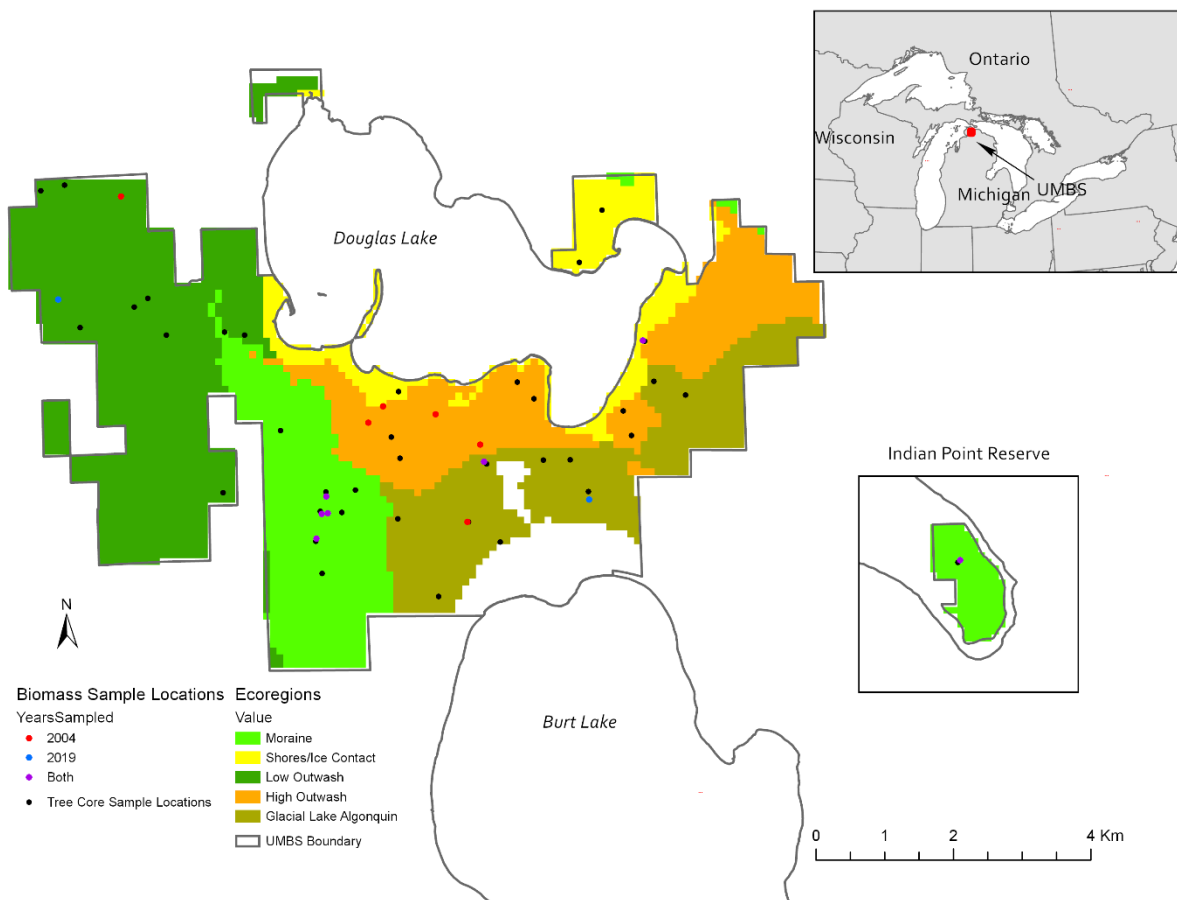 Ontario
Wisconsin
Michigan
UMBS
Douglas Lake
Indian Point Reserve
N
Burt Lake
Biomass Sample Locations
YearsSampled
2004
2019
Both
Tree Core Sample Locations
Ecoregions
Value
Moraine
Shores/Ice Contact
Low Outwash
High Outwash
Glacial Lake Algonquin
UMBS Boundary
0 1 2 4 Km